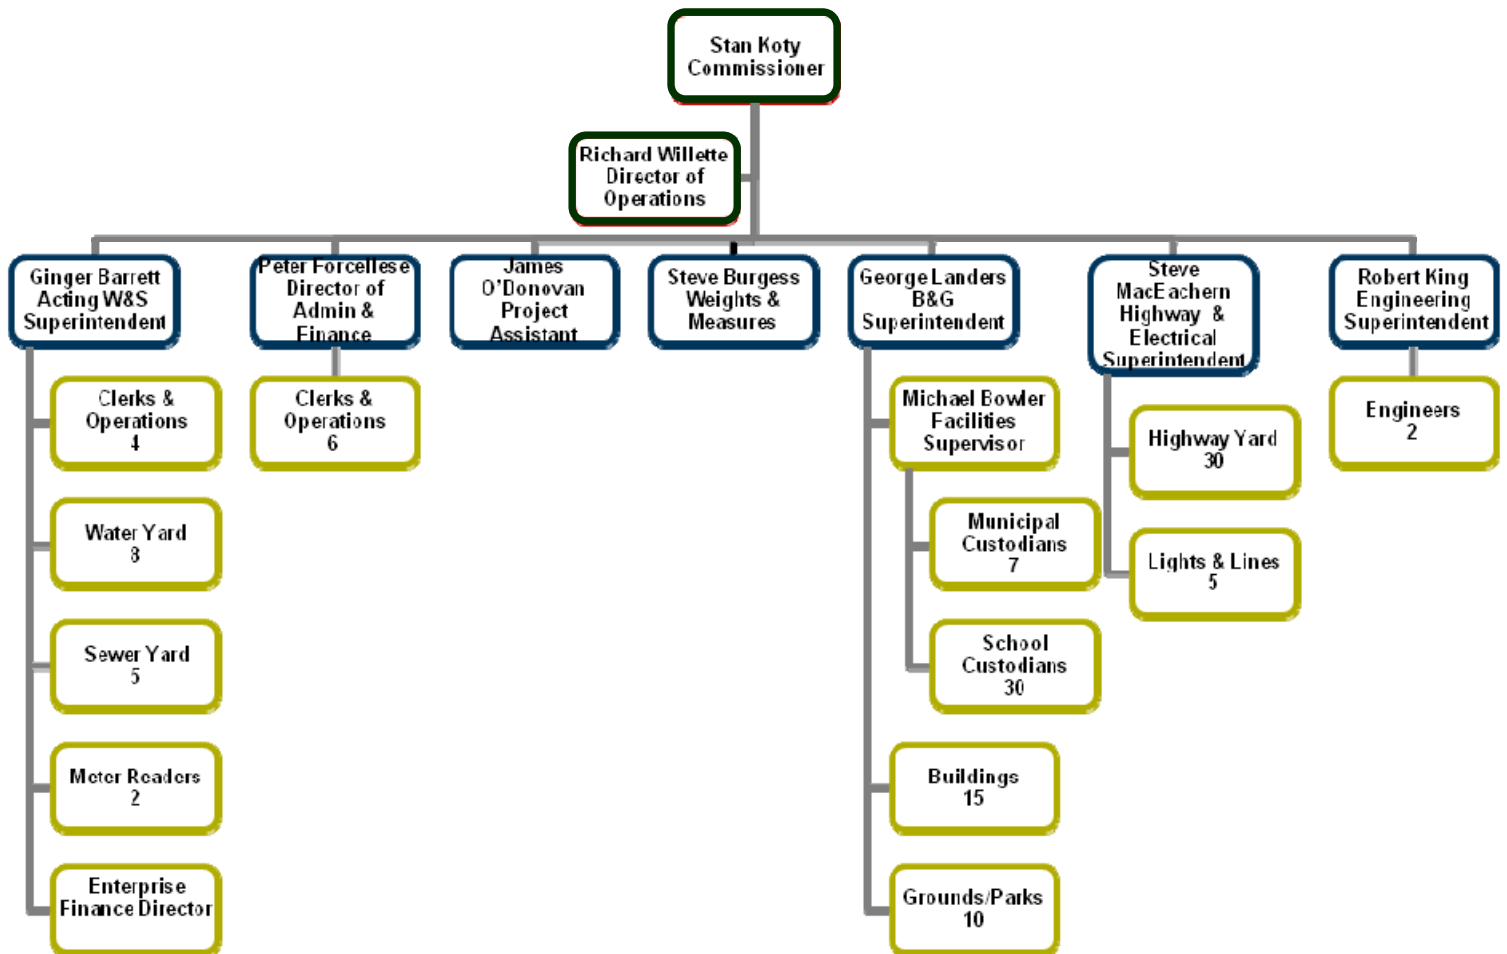 Stan Koty
Commissioner
Richard Willette
Director of
Operations
Ginger Barrett
Acting W&S
Superintendent
Peter Forcellese
Director of
Admin &
Finance
James
O'Donovan
Project
Assistant
Steve Burgess
Weights &
Measures
George Landers
B&G
Superintendent
Steve
MacEachern
Highway &
Electrical
Superintendent
Robert King
Engineering
Superintendent
Clerks &
Operations
4
Water Yard
8
Sewer Yard
5
Meter Readers
2
Enterprise
Finance Director
Clerks &
Operations
6
Michael Bowler
Facilities
Supervisor
Municipal
Custodians
7
School
Custodians
30
Buildings
15
Grounds/Parks
10
Highway Yard
30
Lights & Lines
5
Engineers
2